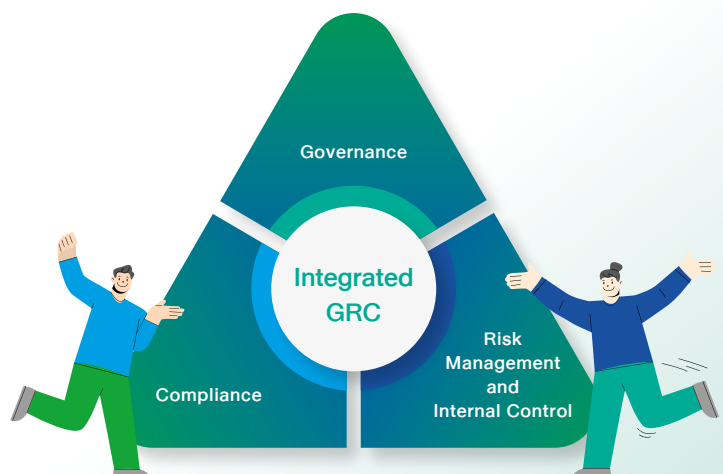 Governance
Integrated
GRC
Compliance
Risk
Management
and
Internal Control